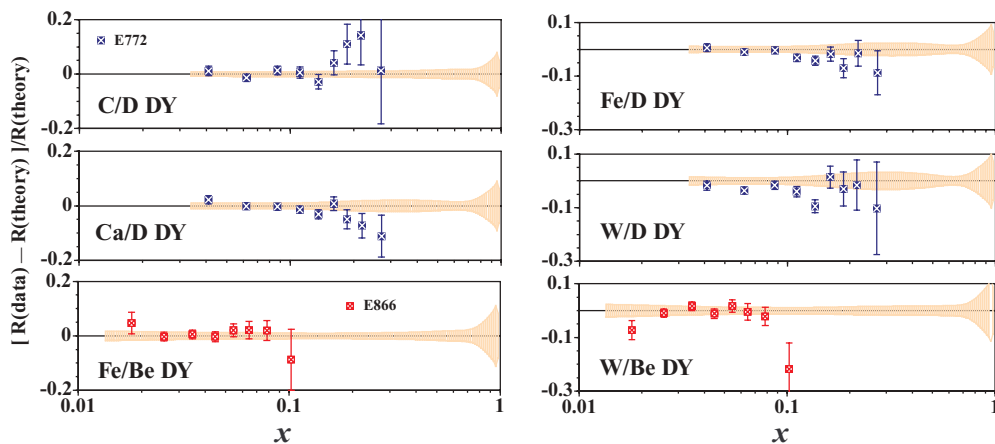 [ R(data) — R(theory) ]/R(theory)
0.2
0
-0.2
E772
C/D DY
0.2
0
-0.2
Ca/D DY
0.2
0
-0.2
E866
Fe/Be DY
0.01
0.1
1
x
0.1
0.0
-0.1
-0.3
Fe/D DY
0.1
0.0
-0.1
-0.3
W/D DY
0.1
0.0
-0.1
-0.3
W/Be DY
0.01
0.1
1
x